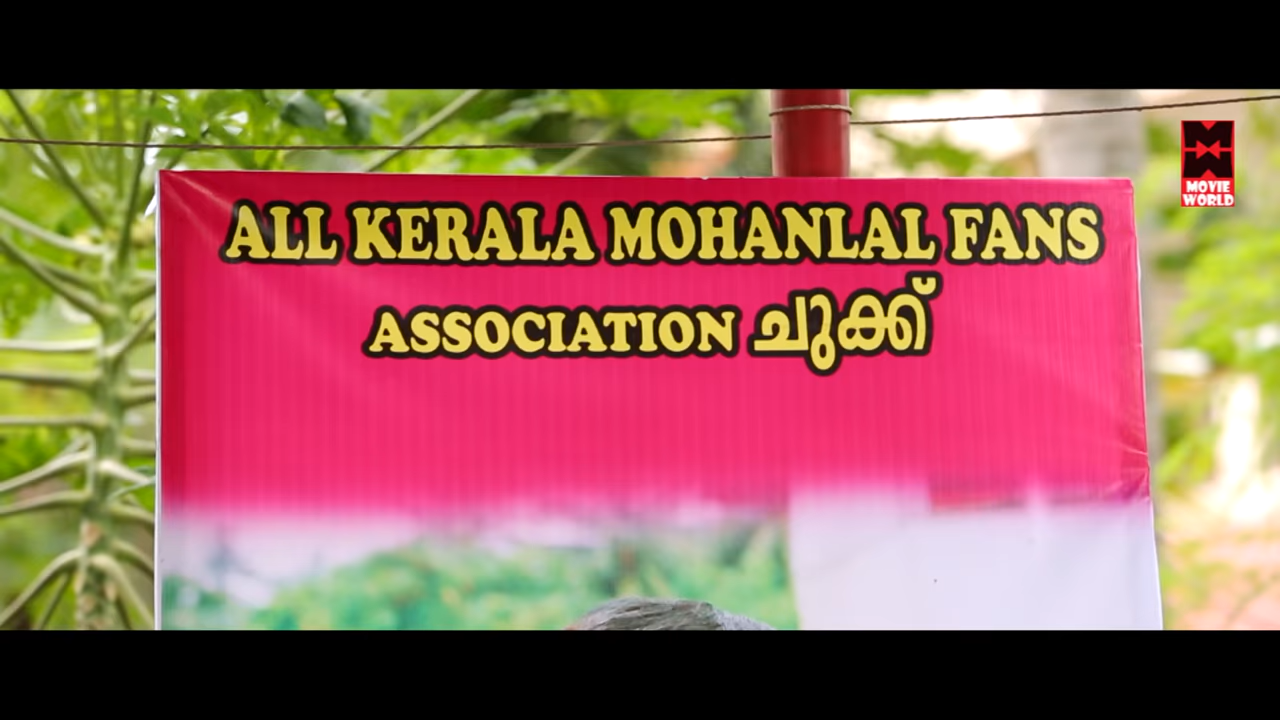 ALL KERALA MOHANLAL FANS
ASSOCIATION ചുക്ക്
MOVIE
WORLD